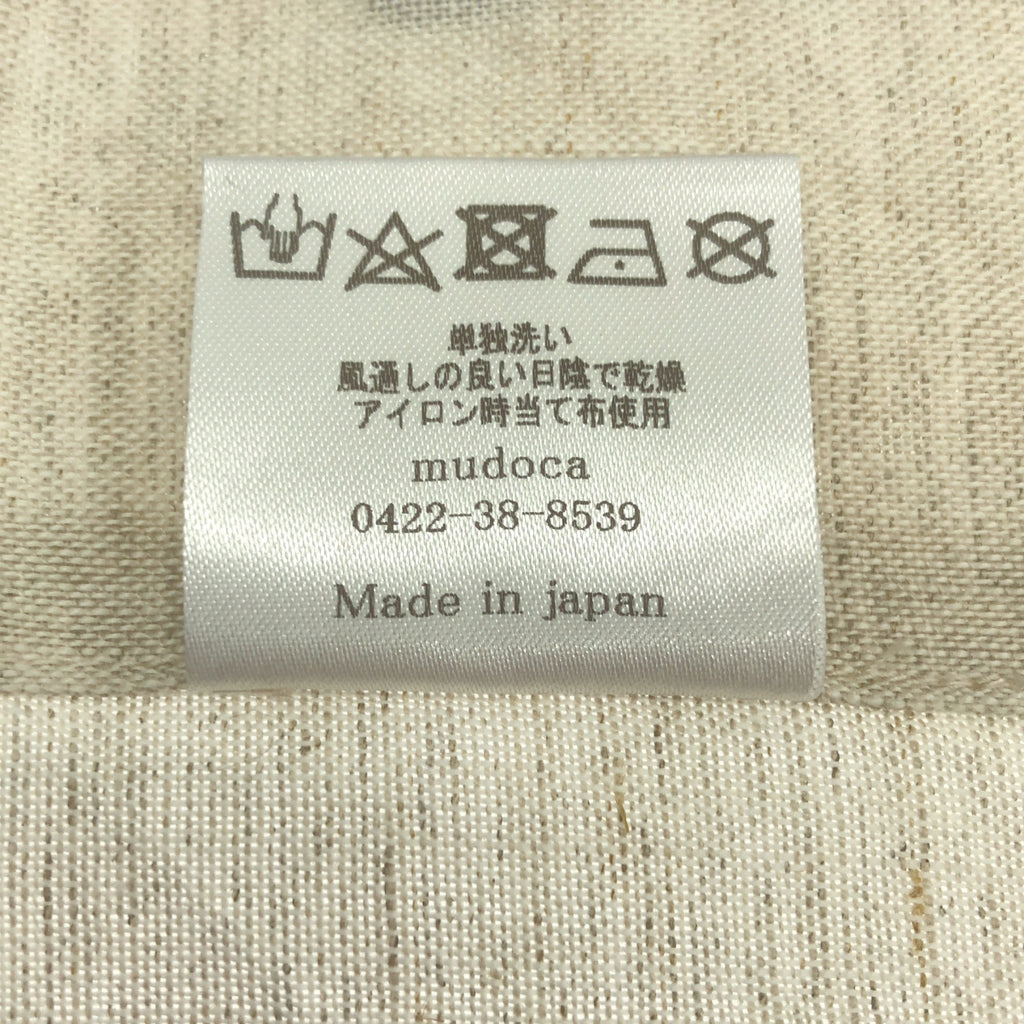 単独洗い
風通しの良い日陰で乾燥
アイロン時当て布使用
mudoca
0422-38-8539
Made in japan